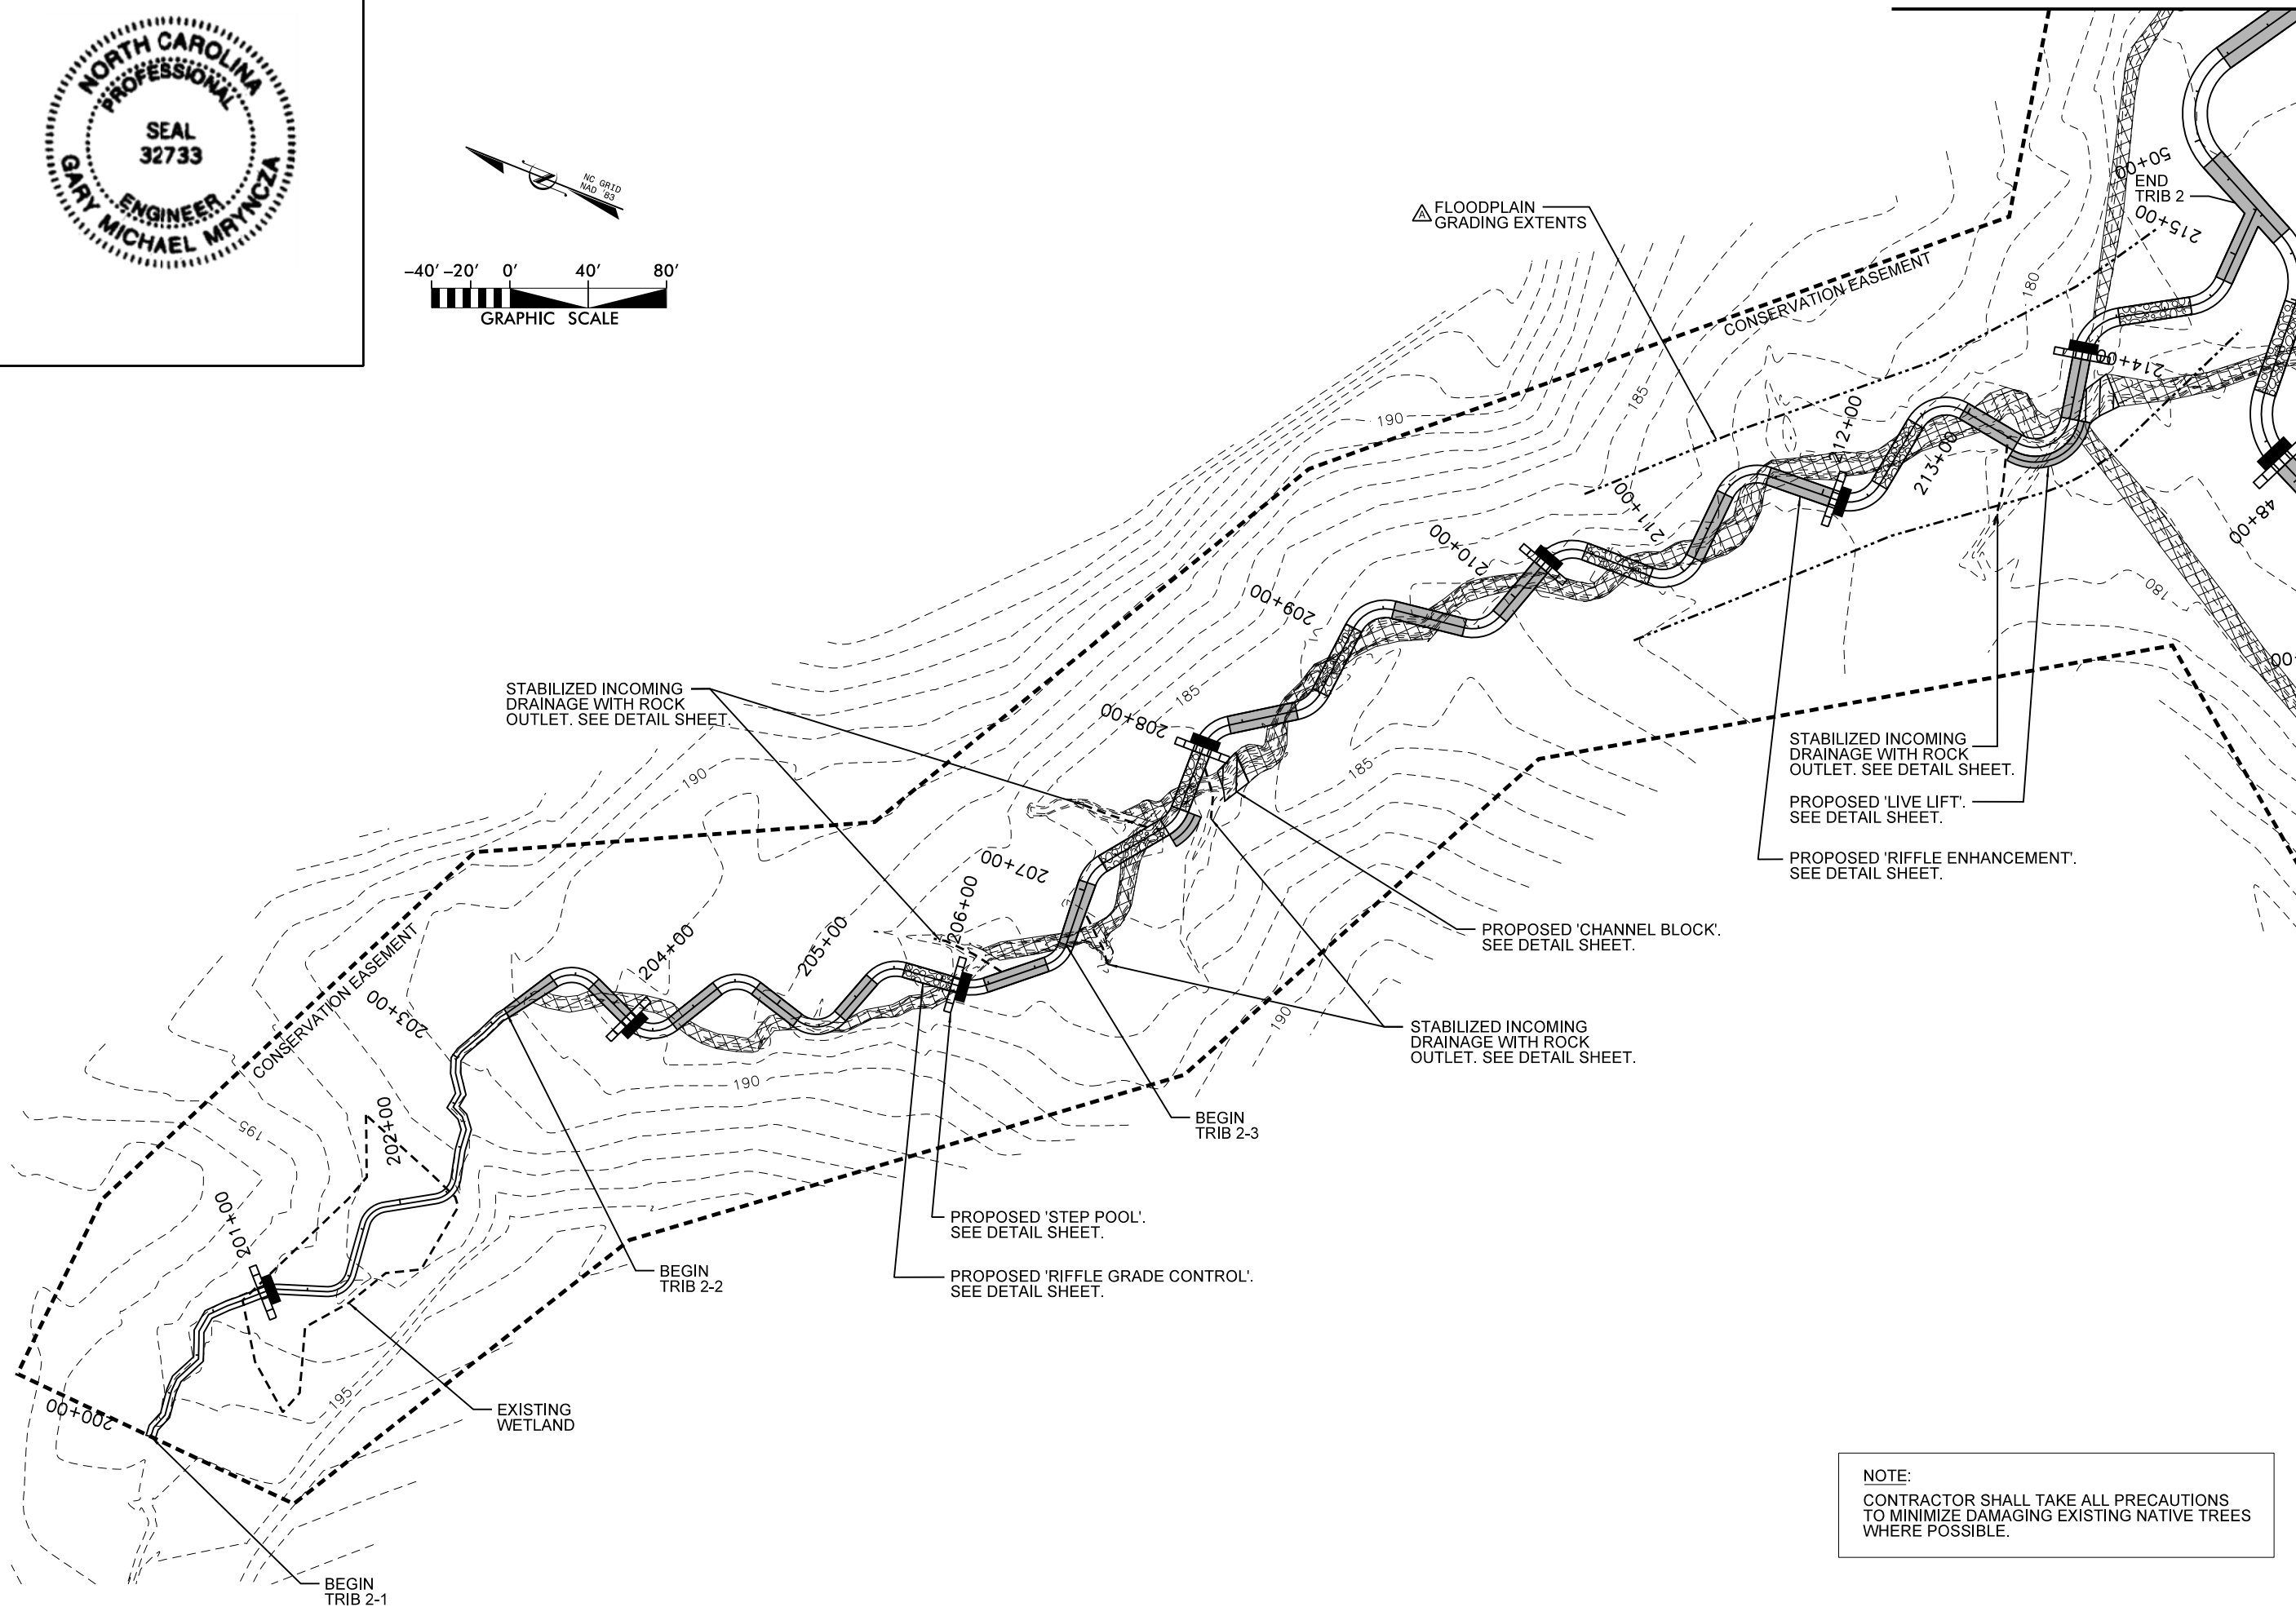 NORTH CAROLINA
PROFESSIONAL
SEAL
32733
ENGINEER
GARY MICHAEL MRYNCZA
NC GRID
NAD '83
-40' -20' 0' 40' 80'
GRAPHIC SCALE
FLOODPLAIN
GRADING EXTENTS
A
CONSERVATION EASEMENT
50+00
END
TRIB 2
215+00
180
214+00
190
185
212+00
213+00
211+00
210+00
48+00
180
209+00
00+
STABILIZED INCOMING
DRAINAGE WITH ROCK
OUTLET. SEE DETAIL SHEET.
208+00
185
185
190
STABILIZED INCOMING
DRAINAGE WITH ROCK
OUTLET. SEE DETAIL SHEET.
PROPOSED 'LIVE LIFT'.
SEE DETAIL SHEET.
PROPOSED 'RIFFLE ENHANCEMENT'.
SEE DETAIL SHEET.
207+00
206+00
PROPOSED 'CHANNEL BLOCK'.
SEE DETAIL SHEET.
205+00
204+00
203+00
CONSERVATION EASEMENT
190
190
STABILIZED INCOMING
DRAINAGE WITH ROCK
OUTLET. SEE DETAIL SHEET.
BEGIN
TRIB 2-3
195
202+00
201+00
PROPOSED 'STEP POOL'.
SEE DETAIL SHEET.
BEGIN
TRIB 2-2
PROPOSED 'RIFFLE GRADE CONTROL'.
SEE DETAIL SHEET.
195
200+00
EXISTING
WETLAND
BEGIN
TRIB 2-1
NOTE:
CONTRACTOR SHALL TAKE ALL PRECAUTIONS
TO MINIMIZE DAMAGING EXISTING NATIVE TREES
WHERE POSSIBLE.